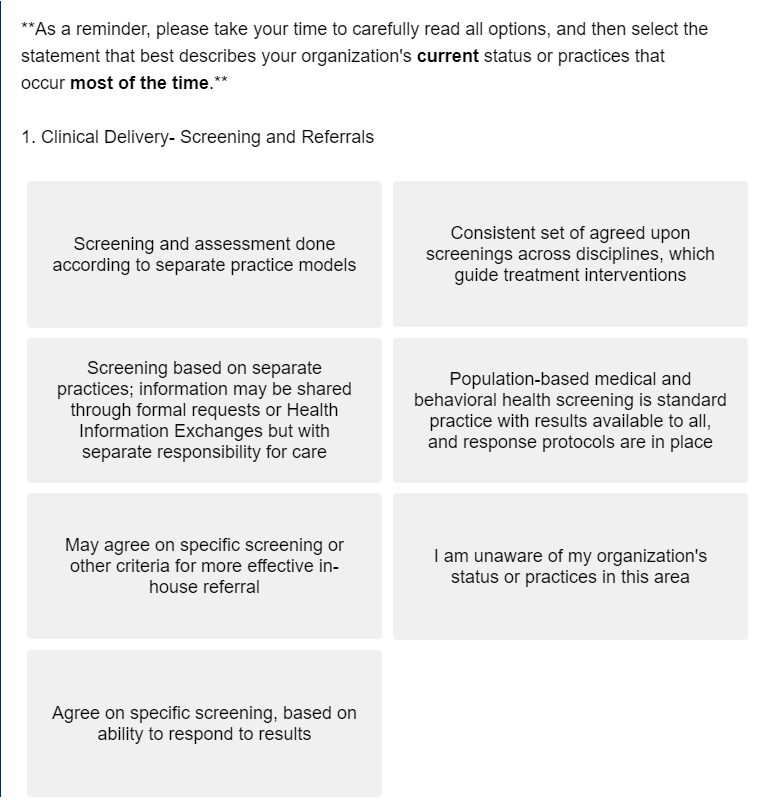 **As a reminder, please take your time to carefully read all options, and then select the
statement that best describes your organization's current status or practices that
occur most of the time.**
1. Clinical Delivery- Screening and Referrals
Screening and assessment done
according to separate practice models
Consistent set of agreed upon
screenings across disciplines, which
guide treatment interventions
Screening based on separate
practices; information may be shared
through formal requests or Health
Information Exchanges but with
separate responsibility for care
Population-based medical and
behavioral health screening is standard
practice with results available to all,
and response protocols are in place
May agree on specific screening or
other criteria for more effective in-
house referral
I am unaware of my organization's
status or practices in this area
Agree on specific screening, based on
ability to respond to results